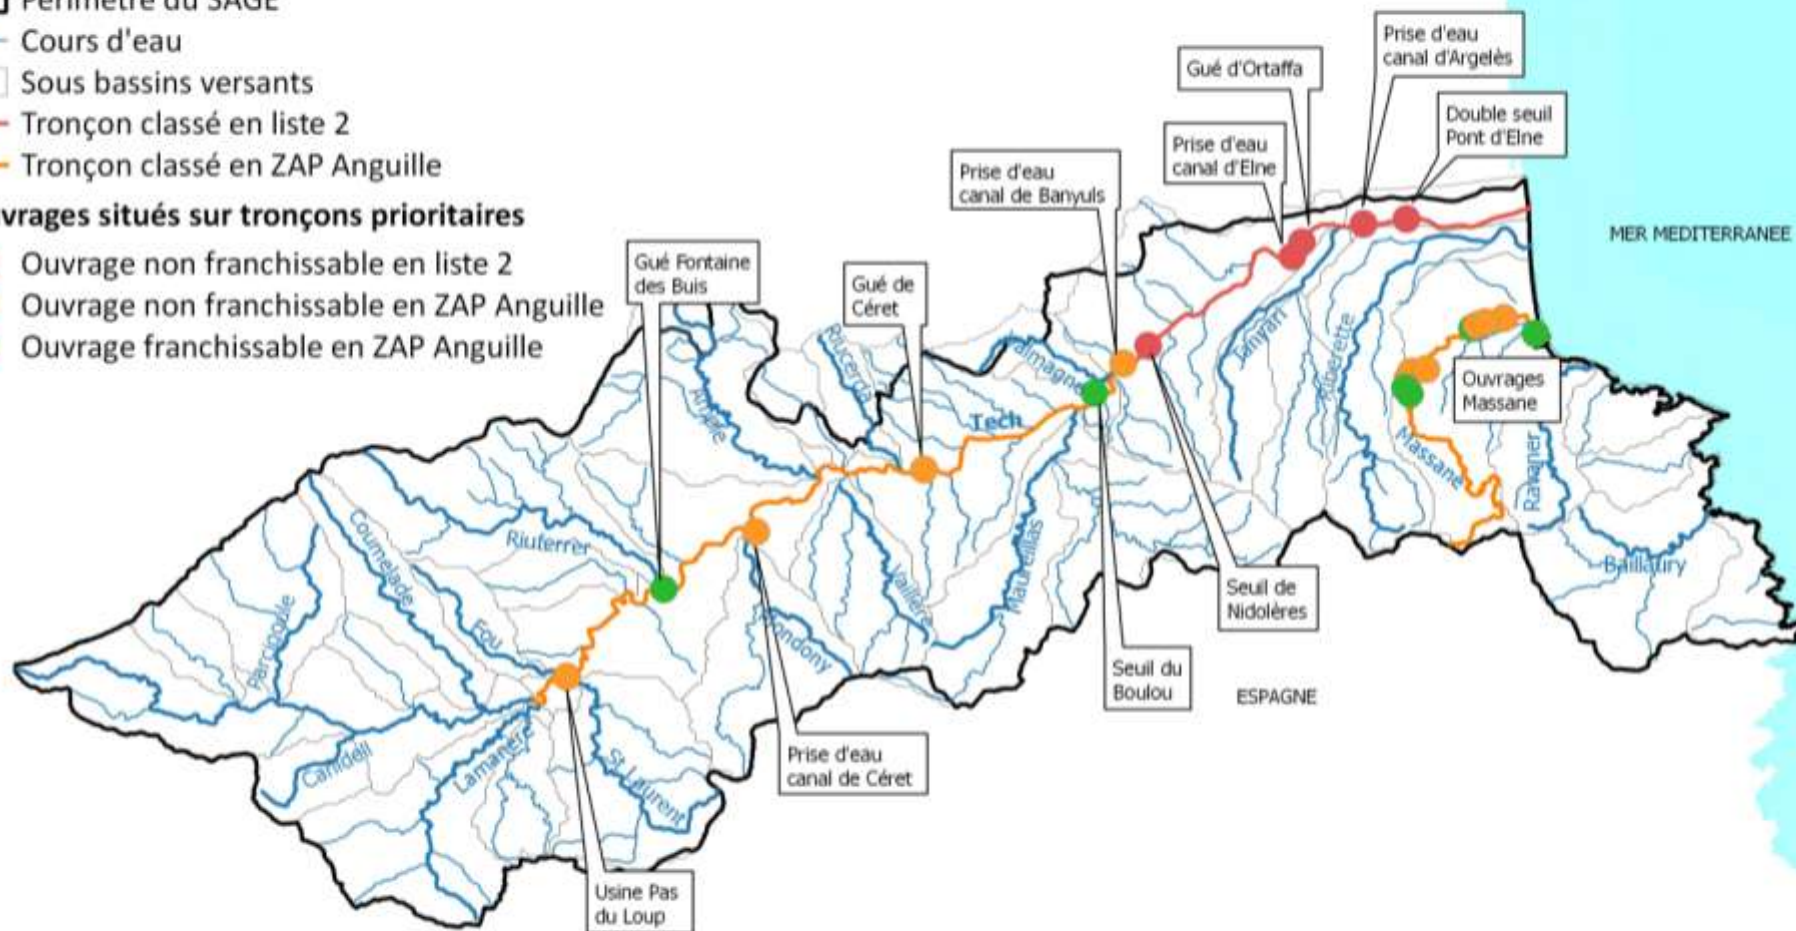 Périmètre du SAGE
Cours d'eau
Sous bassins versants
Tronçon classé en liste 2
Tronçon classé en ZAP Anguille
vrages situés sur tronçons prioritaires
Ouvrage non franchissable en liste 2
Ouvrage non franchissable en ZAP Anguille
Ouvrage franchissable en ZAP Anguille
Prise d'eau
canal d'Argelès
Gué d'Ortaffa
Double seuil
Pont d'Elne
Prise d'eau
canal d'Elne
Prise d'eau
canal de Banyuls
MER MEDITERRANEE
Gué Fontaine
des Buis
Gué de
Céret
Riucerda
Ample
Tech
Tanyari
Ouvrages
Massane
Massane
Ravaner
Riuferrer
Coumelade
Fou
Parcigoule
Vaillère
Maureillas
Baillaury
Seuil de
Nidolères
Seuil du
Boulou
ESPAGNE
Canidell
Lamanère
St Laurent
Prise d'eau
canal de Céret
Usine Pas
du Loup